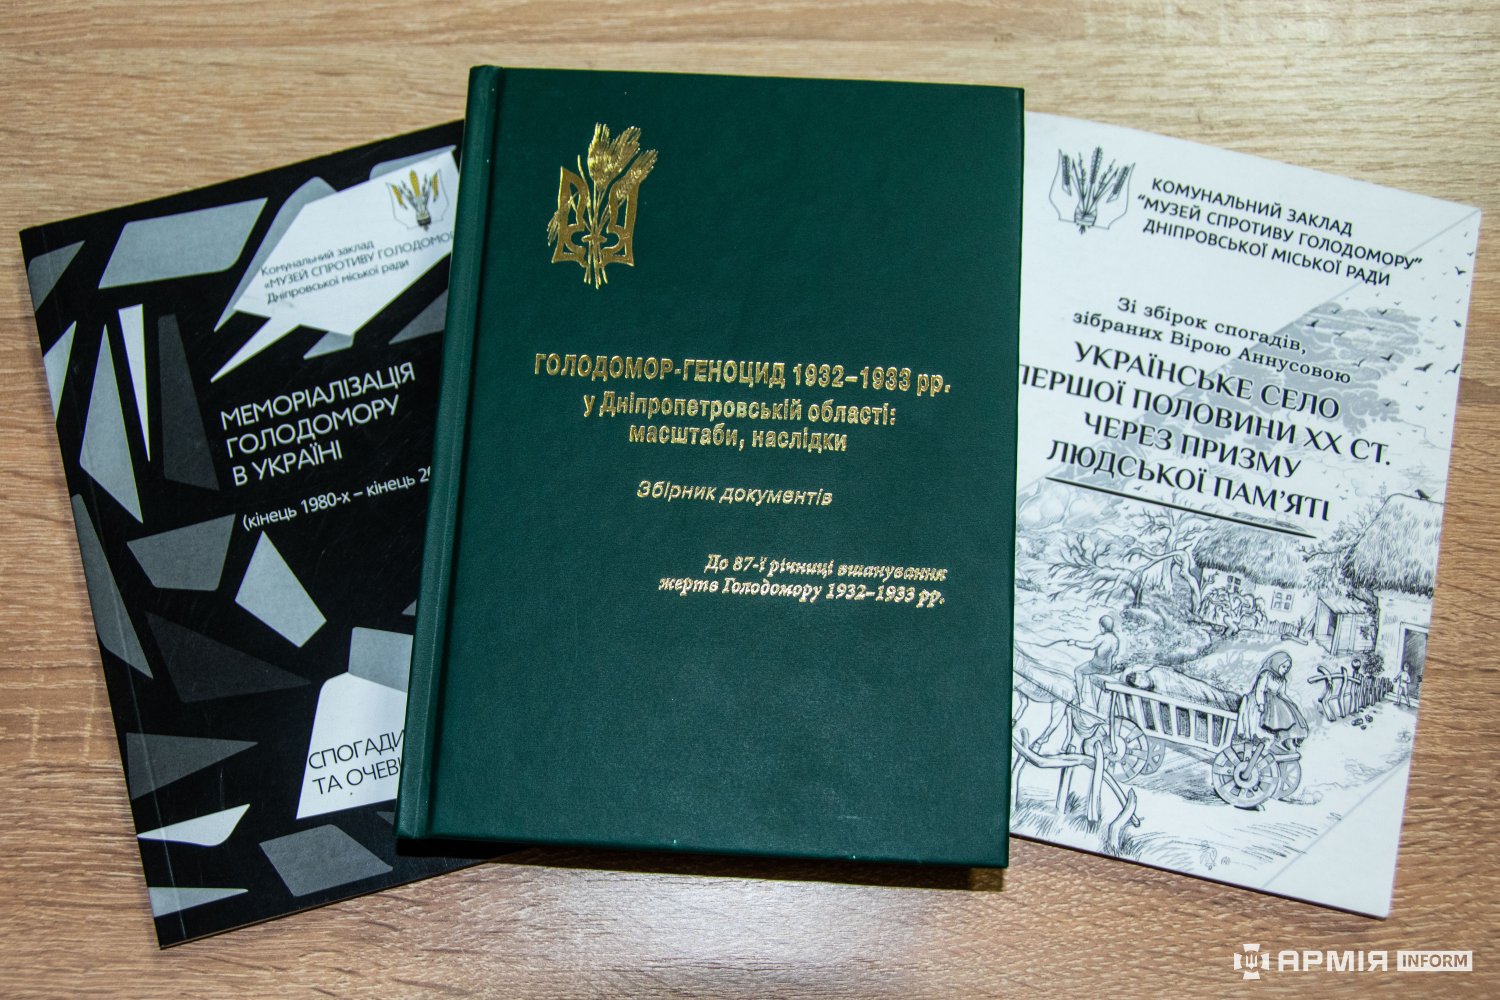 Комунальний заклад
«МУЗЕЙ СПРОТИВУ ГОЛОДОМОР
Дніпровської міської ради
МЕМОРІАЛІЗАЦІЯ
ГОЛОДОМОРУ
В УКРАЇНІ
(кінець 1980-х – кінець 20
СПОГАДИ
ТА ОЧЕВИ
ГОЛОДОМОР-ГЕНОЦИД 1932–1933 рр.
у Дніпропетровській області:
масштаби, наслідки
Збірник документів
До 87-ї річниці вшанування
жертв Голодомору 1932–1933 рр.
КОМУНАЛЬНИЙ ЗАКЛАД
“МУЗЕЙ СПРОТИВУ ГОЛОДОМОРУ”
ДНІПРОВСЬКОЇ МІСЬКОЇ РАДИ
Зі збірок спогадів,
зібраних Вірою Аннусовою
УКРАЇНСЬКЕ СЕЛО
ПЕРШОЇ ПОЛОВИНИ ХХ СТ.
ЧЕРЕЗ ПРИЗМУ
ЛЮДСЬКОЇ ПАМ’ЯТІ
АРМІЯ INFORM